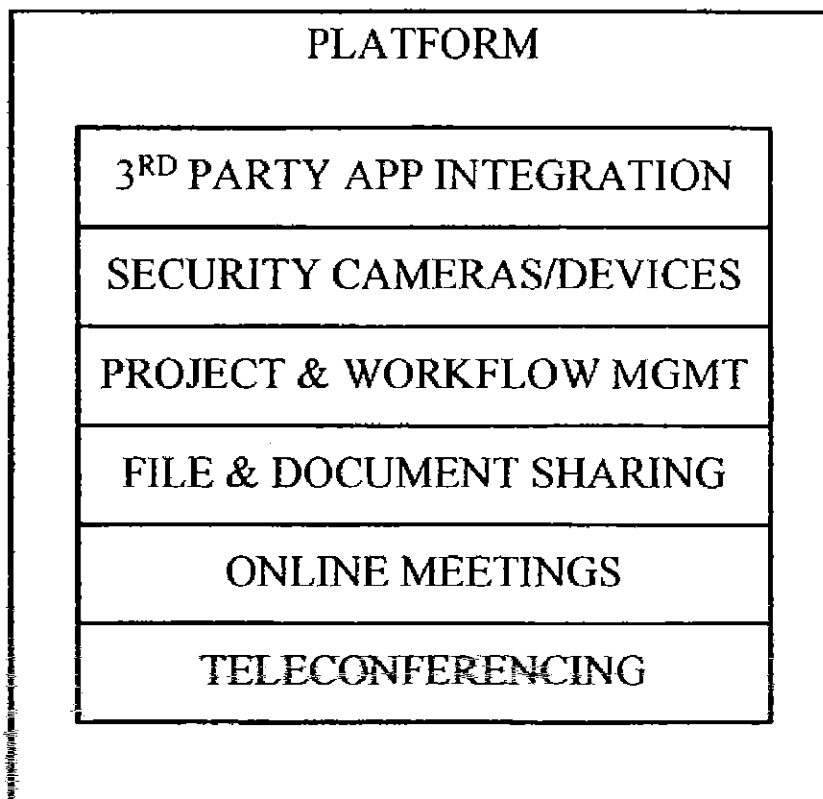 PLATFORM
3RD PARTY APP INTEGRATION
SECURITY CAMERAS/DEVICES
PROJECT & WORKFLOW MGMT
FILE & DOCUMENT SHARING
ONLINE MEETINGS
TELECONFERENCING